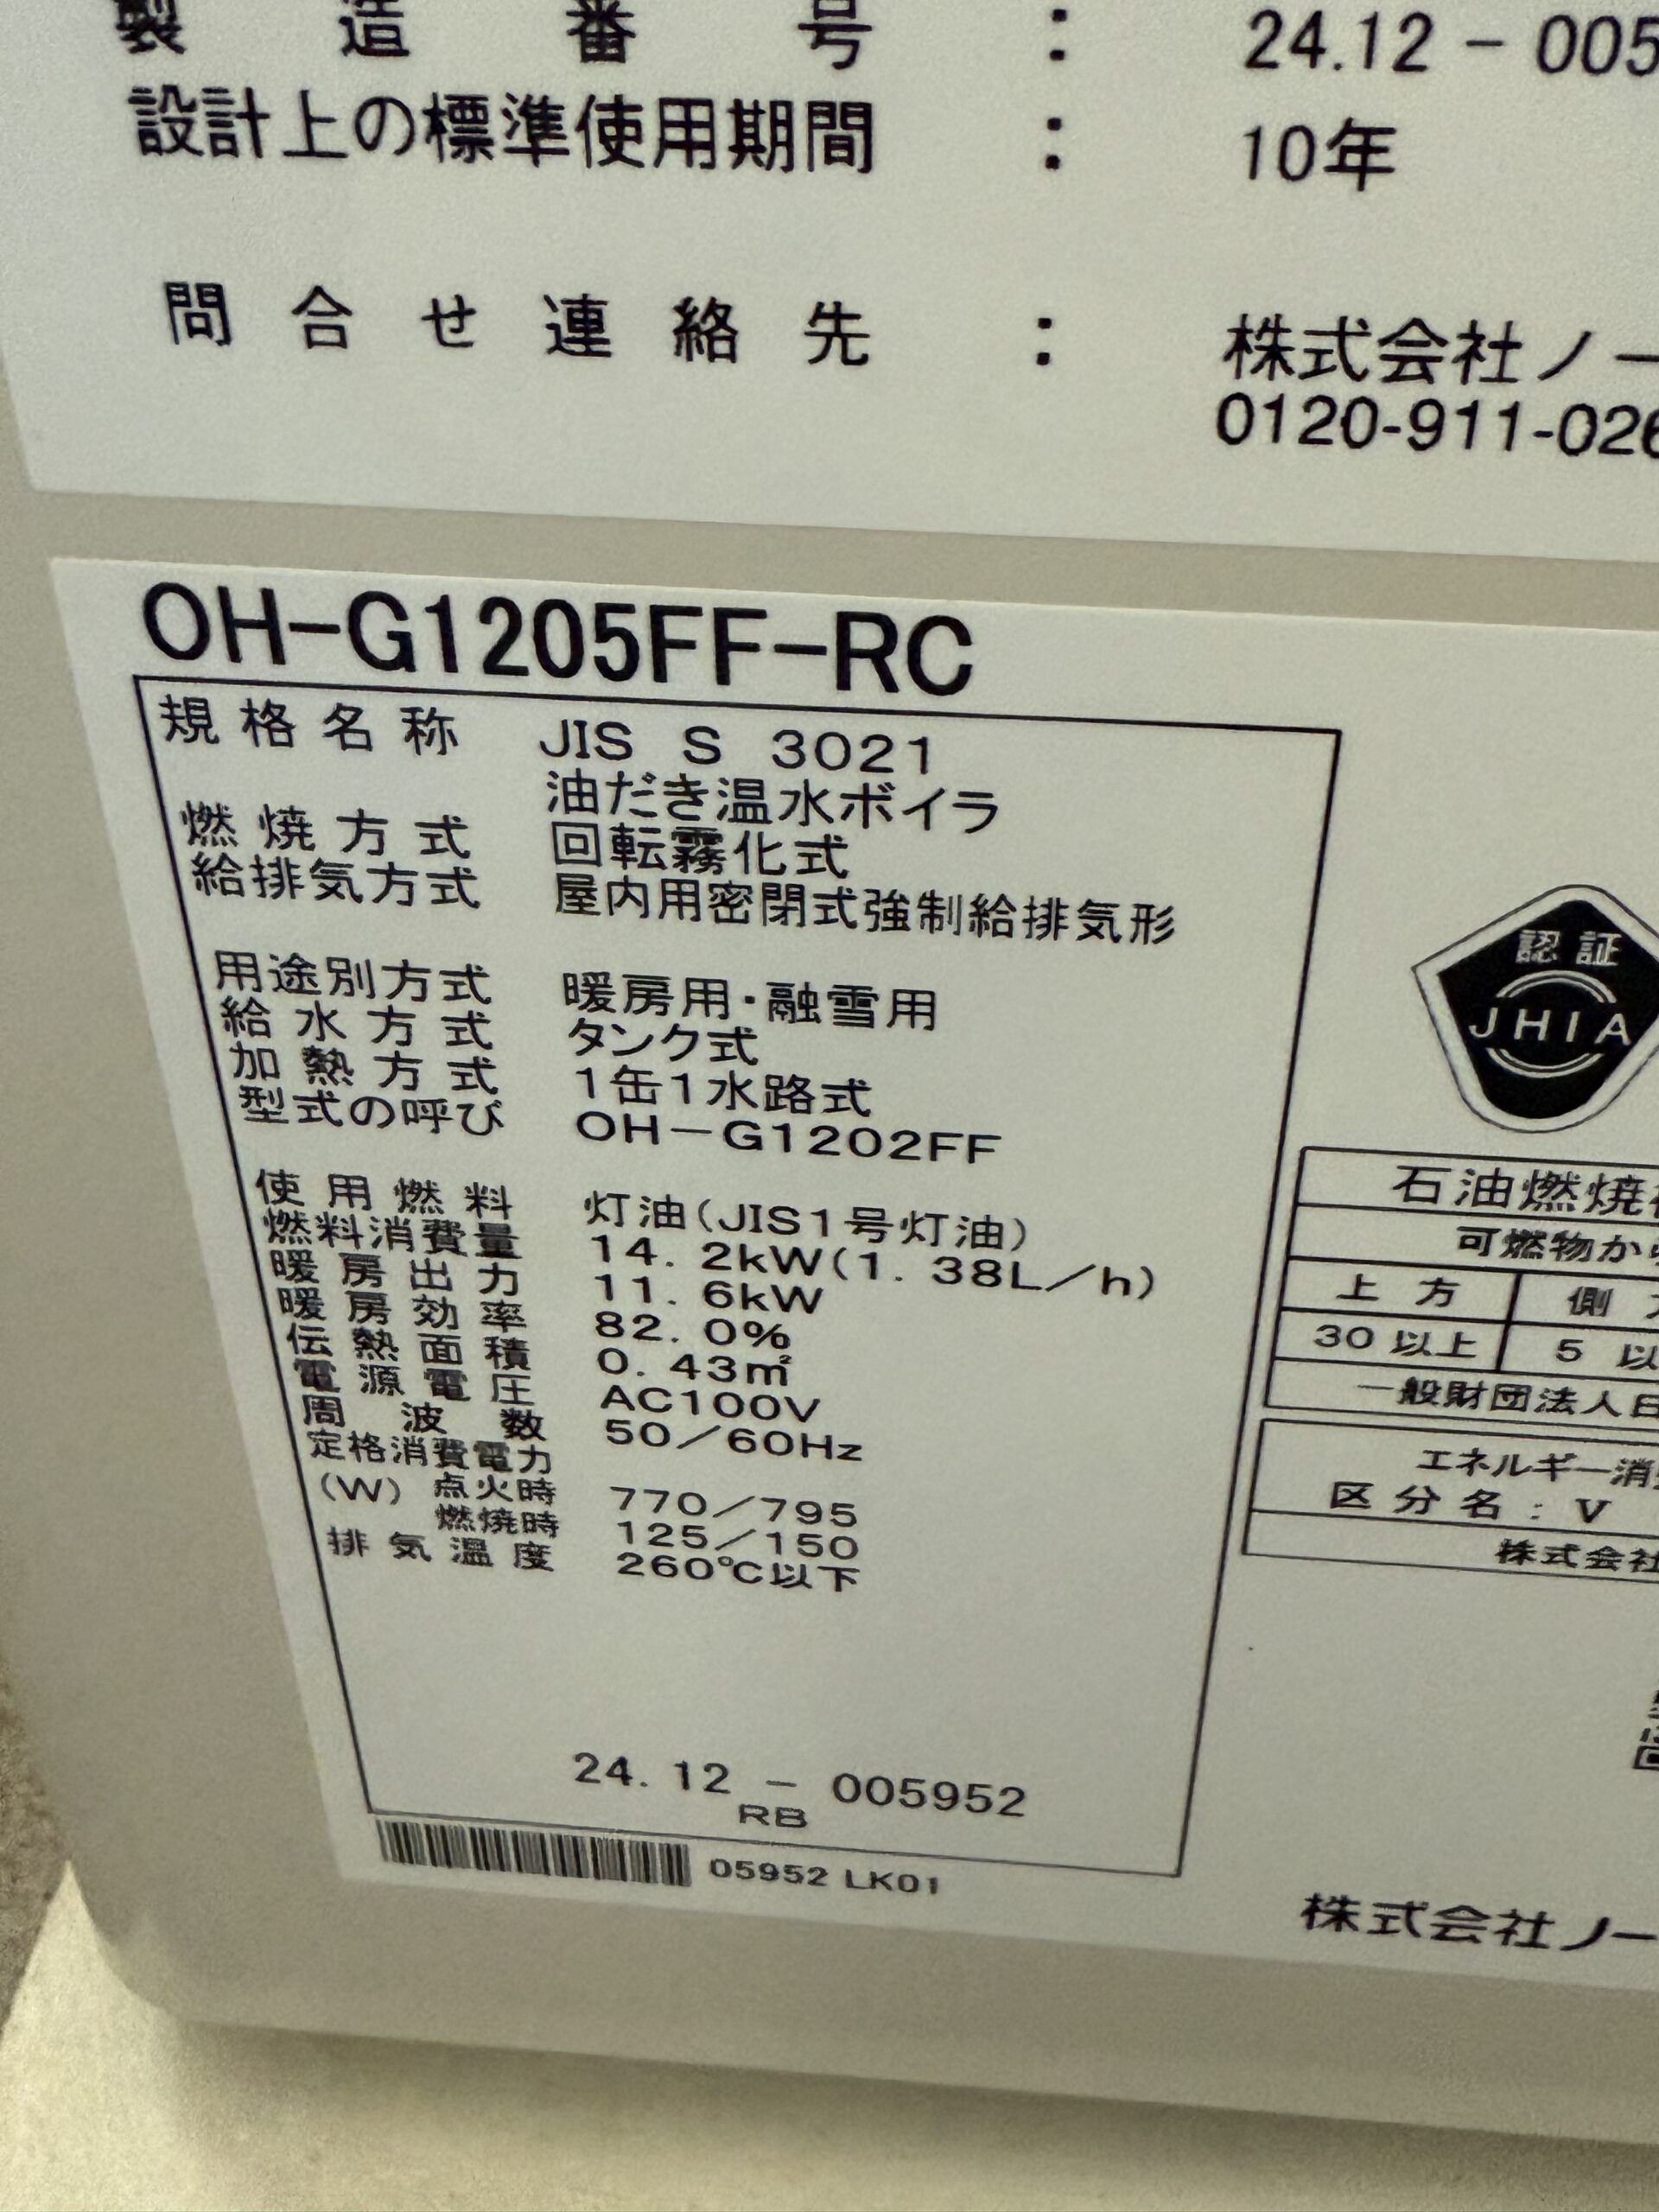 製造番号 : 24.12 - 005
設計上の標準使用期間 : 10年
問合せ連絡先 : 株式会社ノー
0120-911-026
OH-G1205FF-RC
規格名称 JIS S 3021
油だき温水ボイラ
燃焼方式 回転霧化式
給排気方式 屋内用密閉式強制給排気形
用途別方式 暖房用・融雪用
給水方式 タンク式
加熱方式 1缶1水路式
型式の呼び OH-G1202FF
使用燃料 灯油(JIS1号灯油)
燃料消費量 14.2kW(1.38L/h)
暖房出力 11.6kW
暖房効率 82.0%
伝熱面積 0.43㎡
電源電圧 AC100V
周波数 50/60Hz
定格消費電力
(W) 点火時 770/795
燃焼時 125/150
排気温度 260℃以下
24.12 - 005952
RB
05952 LK01
認証
JHIA
石油燃焼
可燃物か
上方 側
30以上 5 以
一般財団法人日
エネルギー消
区分名:V
株式会社
株式会社ノー